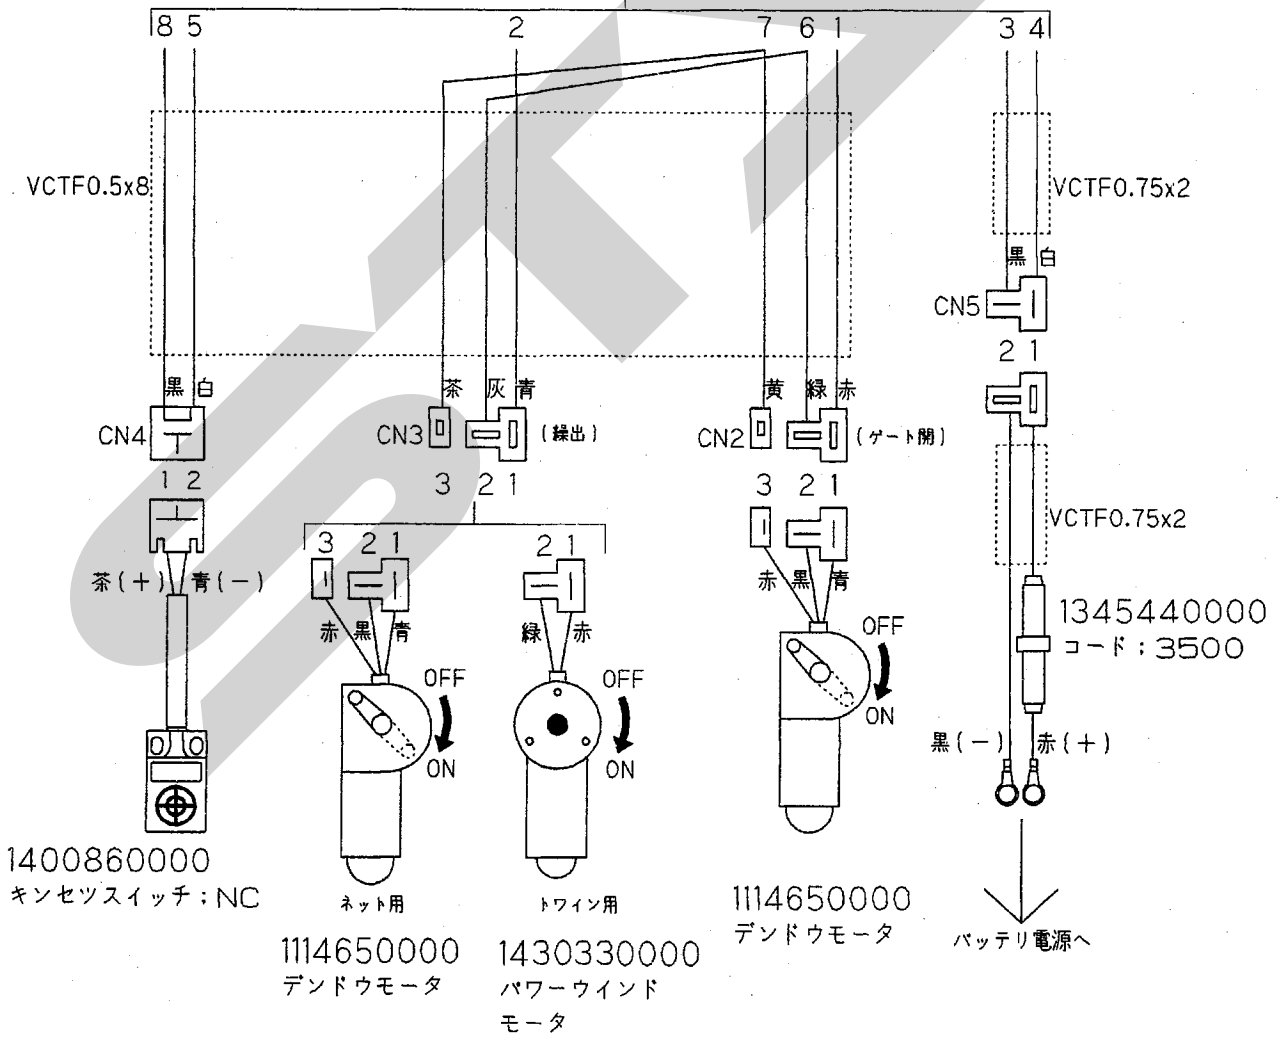 8 5 2 7 6 1 3 4
VCTF0.5x8
VCTF0.75x2
黒 白
CN5
2 1
黒 白
茶 灰 青
黄 緑 赤
CN4
CN3
(繰出)
CN2
(ゲート開)
1 2
3 2 1
3 2 1
VCTF0.75x2
3 2 1
2 1
茶(+) 青(-)
赤 黒 青
緑 赤
赤 黒 青
1345440000
コード;3500
OFF
ON
OFF
ON
OFF
ON
黒(-) 赤(+)
1400860000
キンセツスイッチ;NC
ネット用
トワイン用
1114650000
デンドウモータ
1430330000
パワーウインド
モータ
1114650000
デンドウモータ
バッテリ電源へ